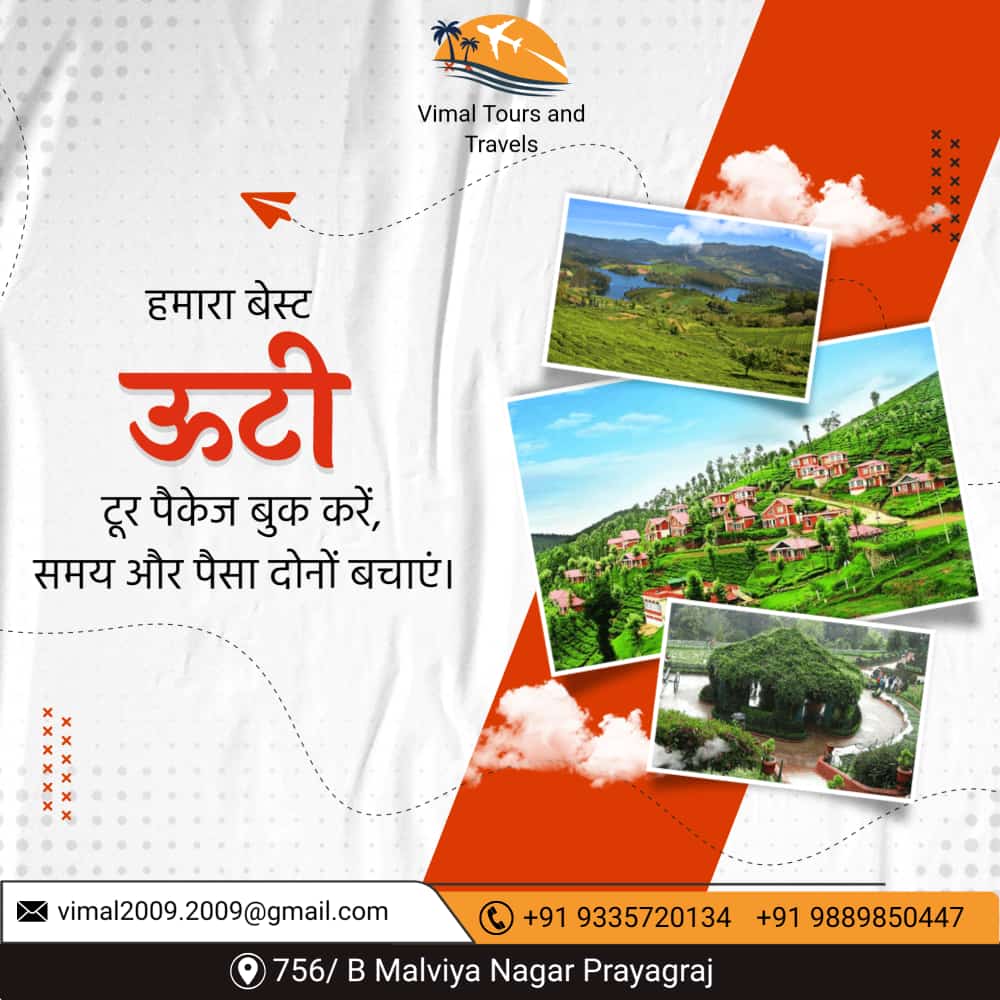 Vimal Tours and
Travels
हमारा बेस्ट
ऊटी
टूर पैकेज बुक करें,
समय और पैसा दोनों बचाएं।
vimal2009.2009@gmail.com
+91 9335720134 +91 9889850447
756/ B Malviya Nagar Prayagraj